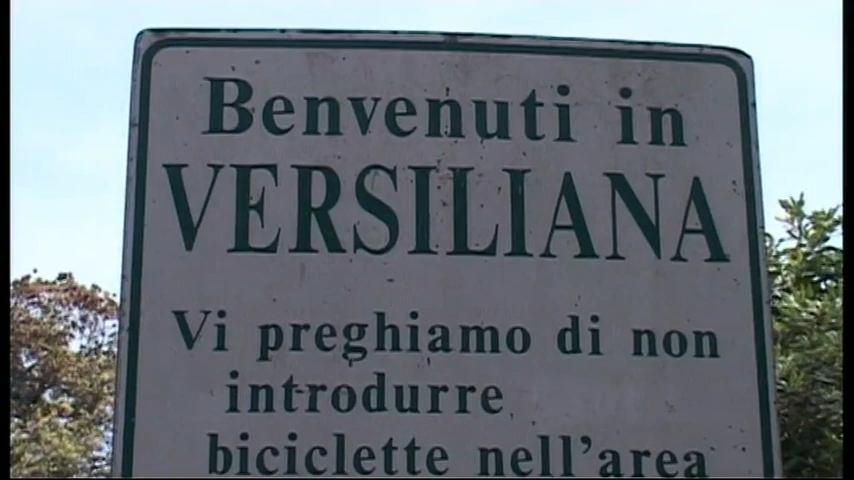 Benvenuti in
VERSILIANA
Vi preghiamo di non
introdurre
biciclette nell'area